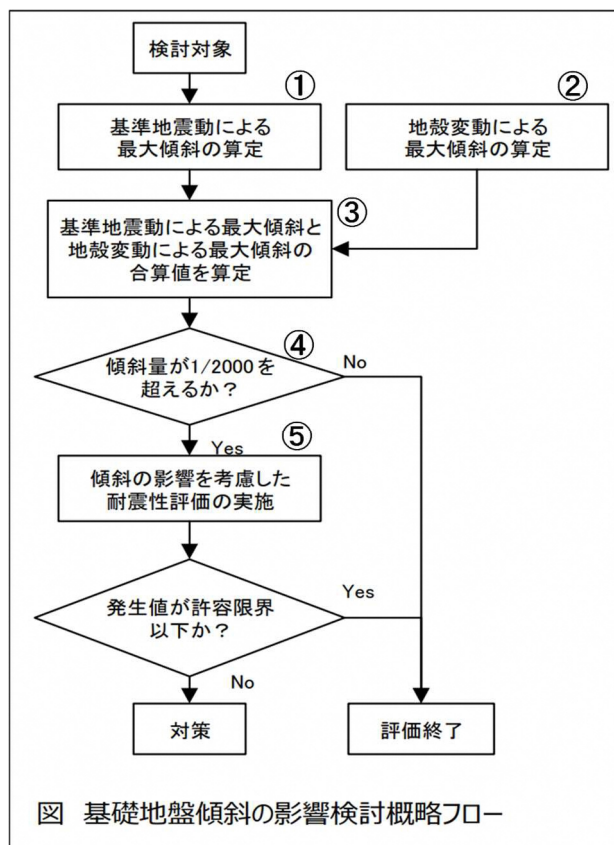 検討対象
①
②
基準地震動による
最大傾斜の算定
地殻変動による
最大傾斜の算定
③
基準地震動による最大傾斜と
地殻変動による最大傾斜の
合算値を算定
④
傾斜量が1/2000を
超えるか?
No
Yes
⑤
傾斜の影響を考慮した
耐震性評価の実施
発生値が許容限界
以下か?
Yes
No
対策
評価終了
図 基礎地盤傾斜の影響検討概略フロー